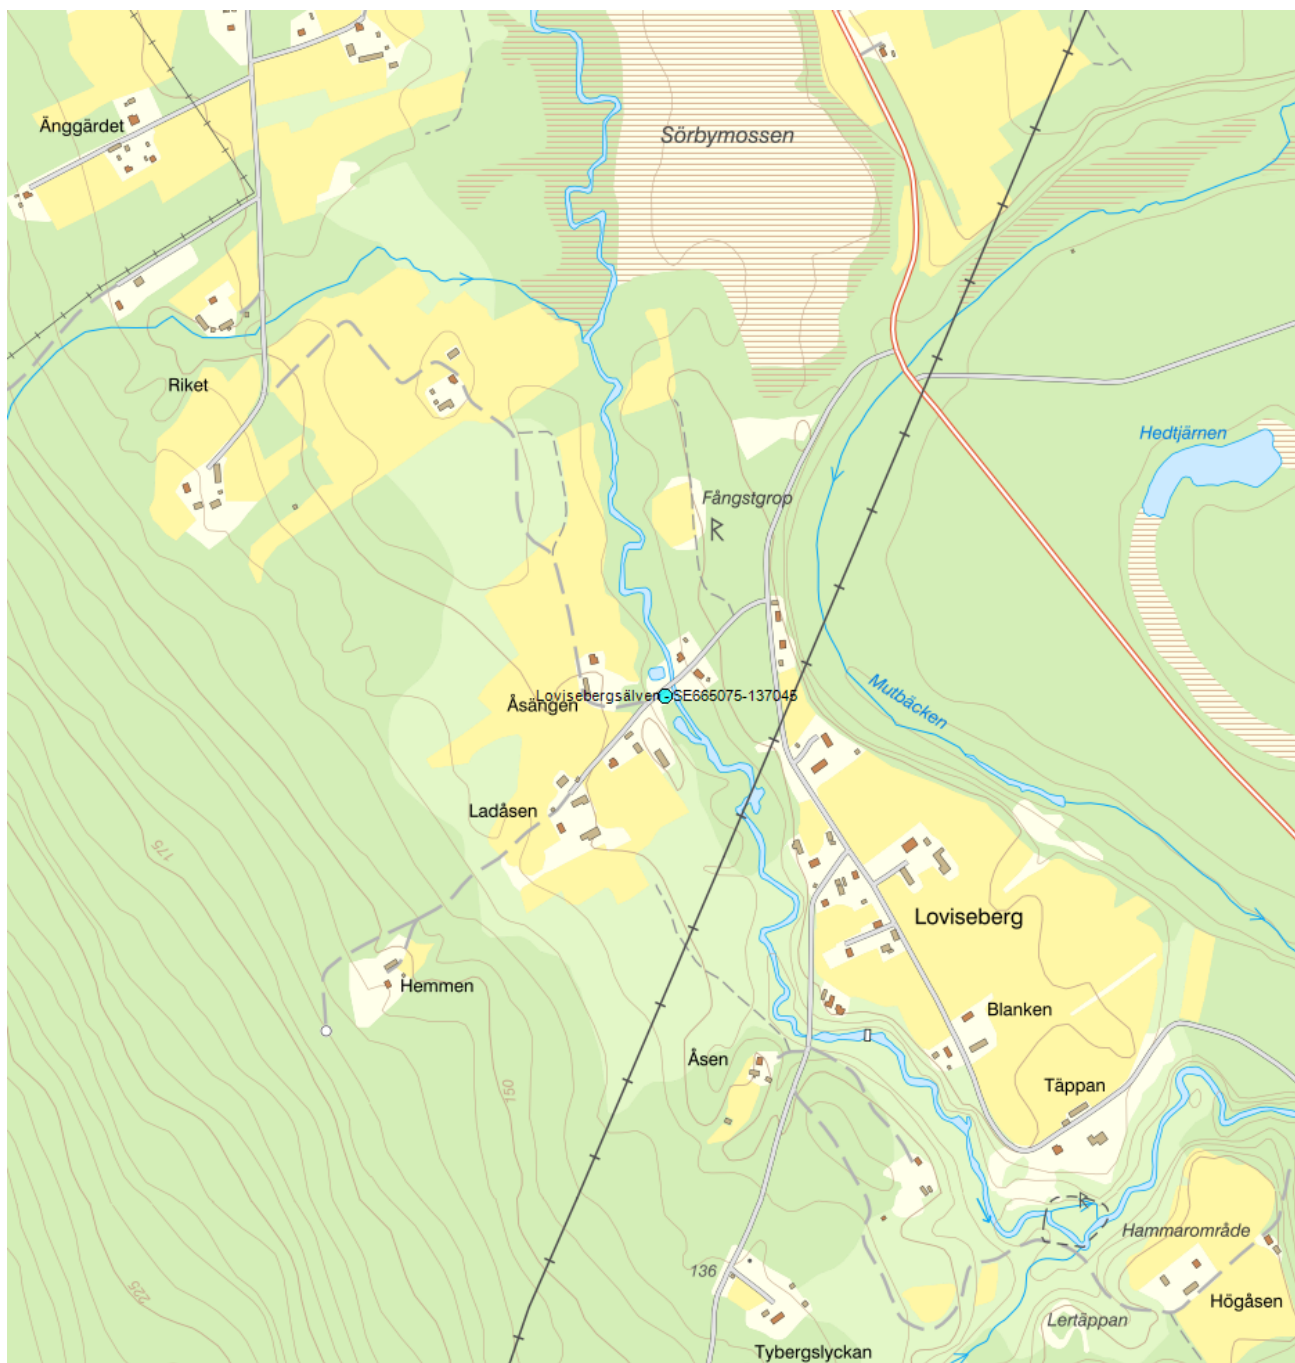 Änggärdet
Sörbymossen
Riket
Hedtjärnen
Fångstgrop
R
Lovisebergsälven - SE665075-137045
Åsängen
Mutbäcken
Ladåsen
175
Loviseberg
Hemmen
Blanken
Åsen
Täppan
150
R
Hammarområde
136
225
Högåsen
Lertäppan
Tybergslyckan